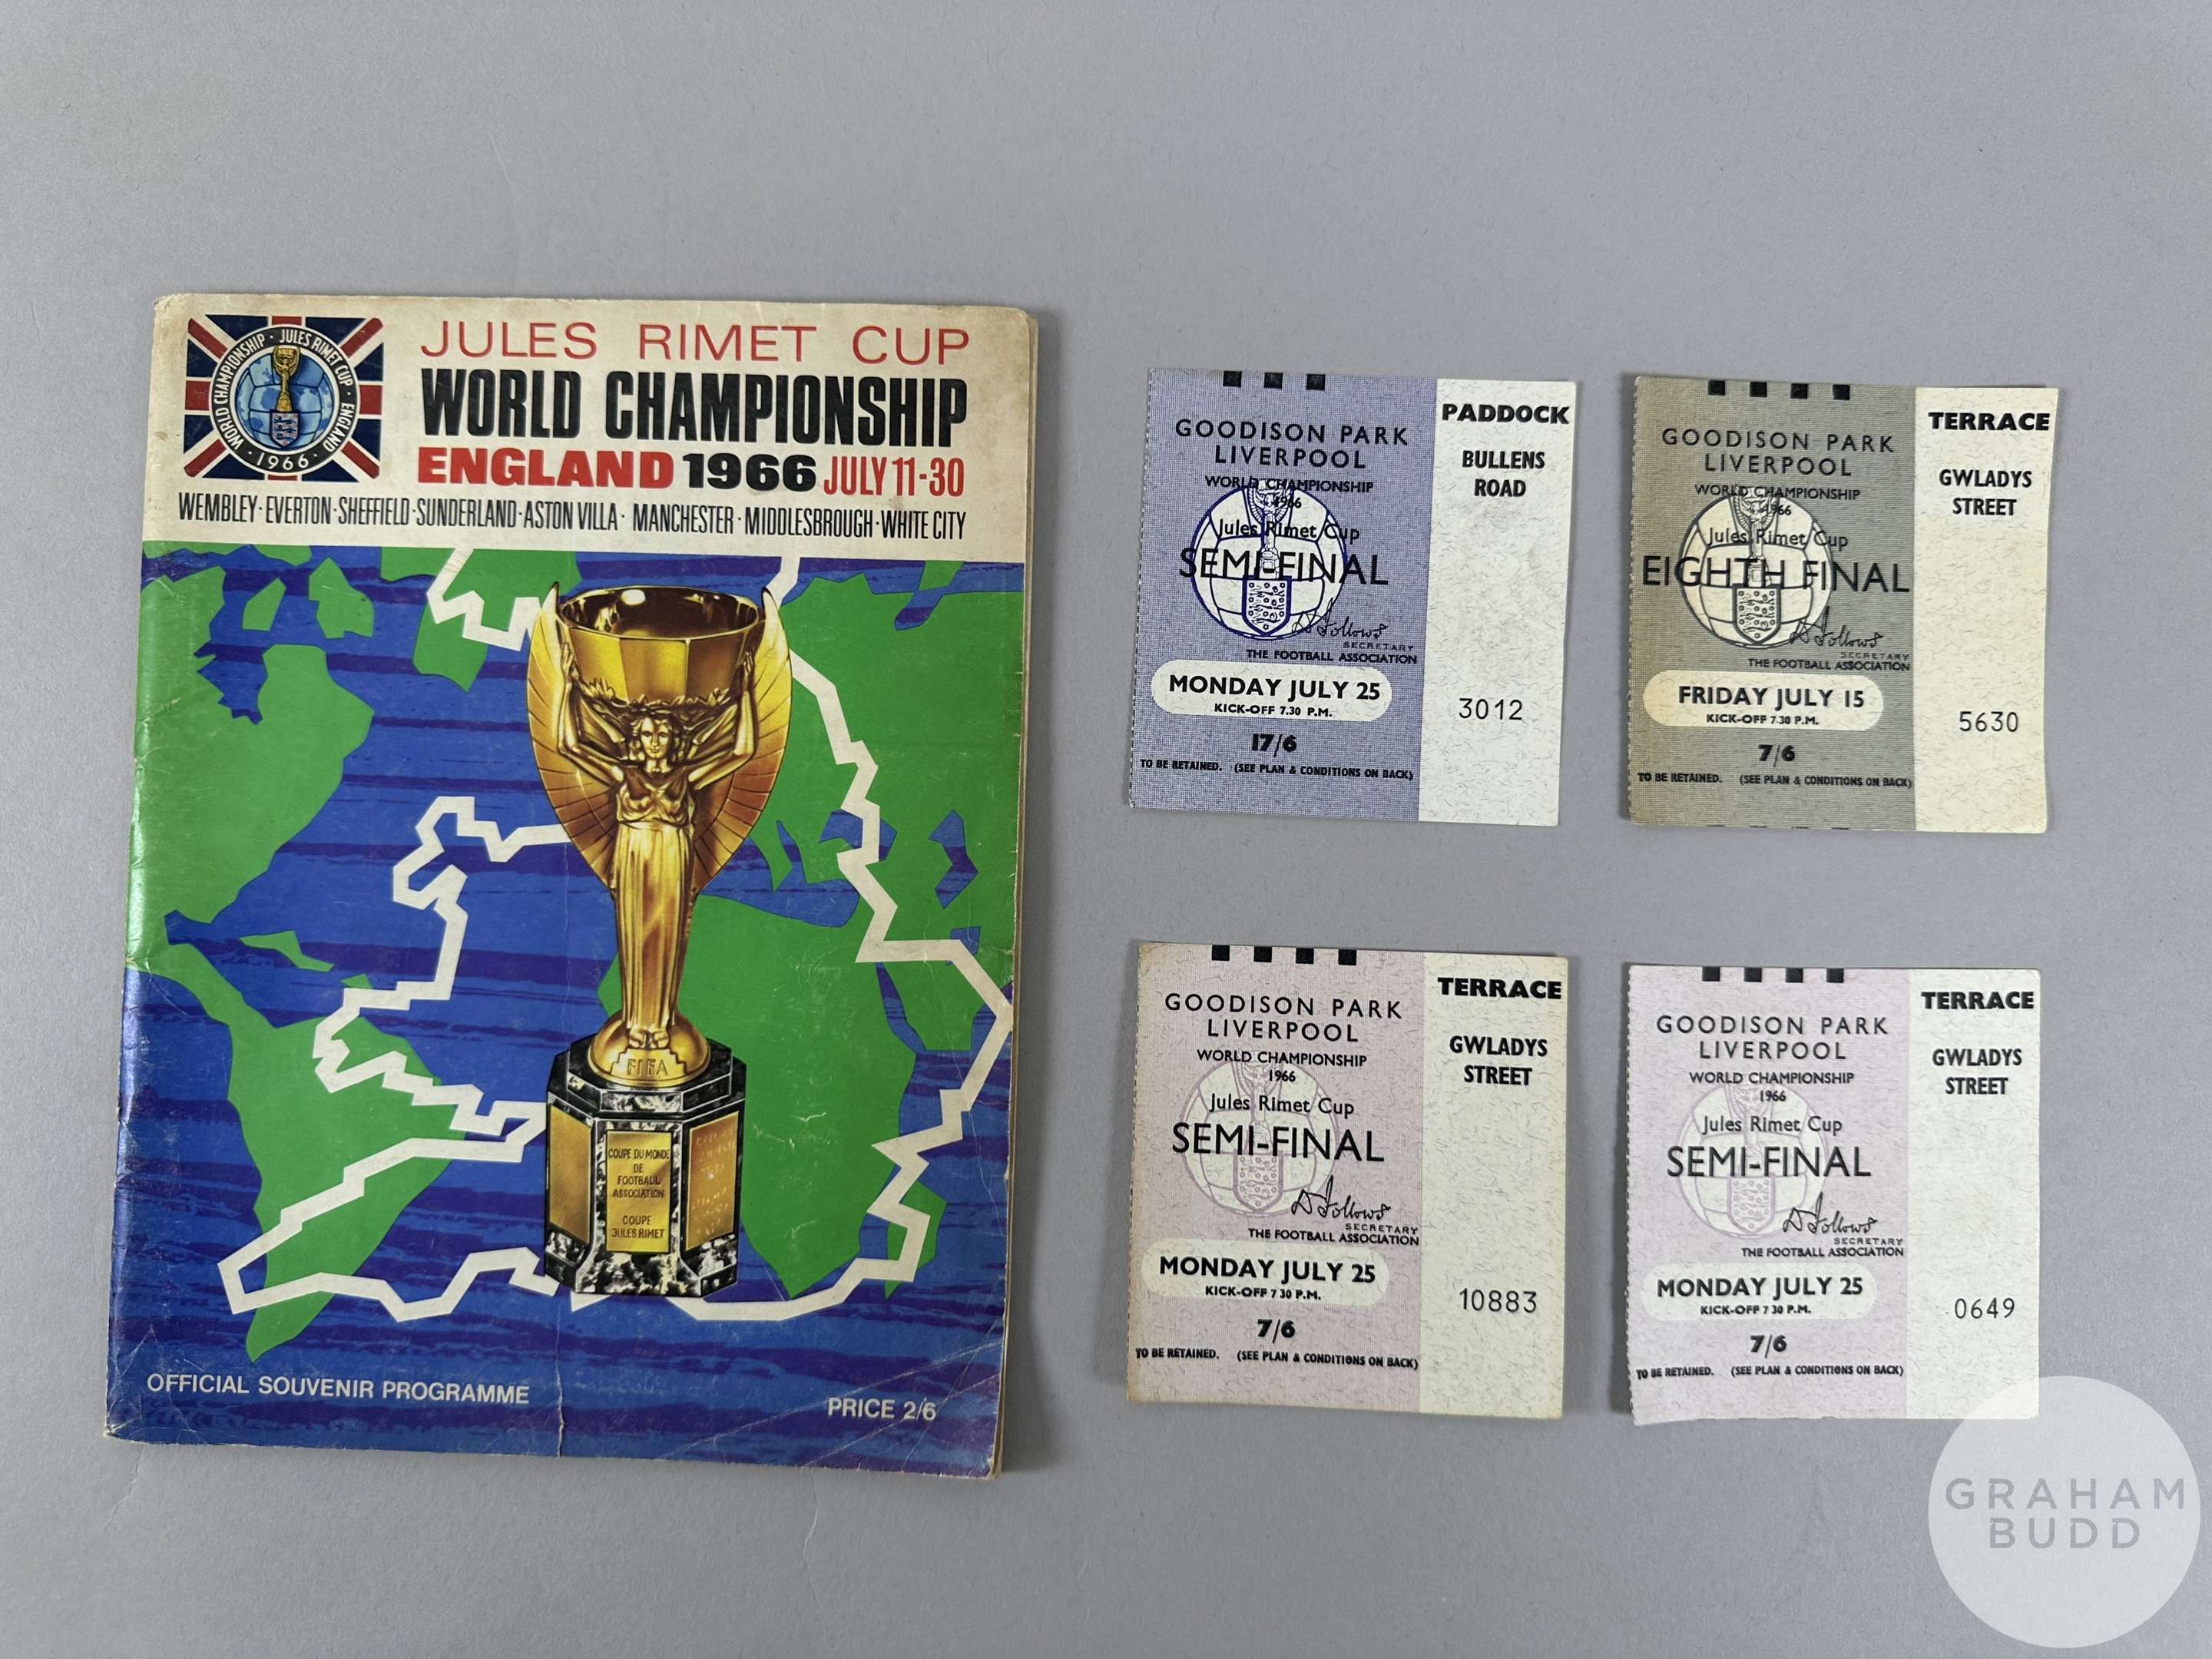 WORLD CHAMPIONSHIP · JULES RIMET CUP · ENGLAND · 1966 ·
JULES RIMET CUP
WORLD CHAMPIONSHIP
ENGLAND 1966 JULY 11-30
WEMBLEY·EVERTON·SHEFFIELD·SUNDERLAND·ASTON VILLA· MANCHESTER·MIDDLESBROUGH·WHITE CITY
FIFA
COUPE DU MONDE
DE
FOOTBALL
ASSOCIATION
COUPE
JULES RIMET
OFFICIAL SOUVENIR PROGRAMME
PRICE 2/6
GOODISON PARK
LIVERPOOL
WORLD CHAMPIONSHIP
1966
Jules Rimet Cup
SEMI-FINAL
A Follows
SECRETARY
THE FOOTBALL ASSOCIATION
MONDAY JULY 25
KICK-OFF 7.30 P.M.
17/6
TO BE RETAINED. (SEE PLAN & CONDITIONS ON BACK)
PADDOCK
BULLENS
ROAD
3012
GOODISON PARK
LIVERPOOL
WORLD CHAMPIONSHIP
1966
Jules Rimet Cup
EIGHTH FINAL
A Follows
SECRETARY
THE FOOTBALL ASSOCIATION
FRIDAY JULY 15
KICK-OFF 7 30 P.M.
7/6
TO BE RETAINED. (SEE PLAN & CONDITIONS ON BACK)
TERRACE
GWLADYS
STREET
5630
GOODISON PARK
LIVERPOOL
WORLD CHAMPIONSHIP
1966
Jules Rimet Cup
SEMI-FINAL
A Follows
SECRETARY
THE FOOTBALL ASSOCIATION
MONDAY JULY 25
KICK-OFF 7 30 P.M.
7/6
TO BE RETAINED. (SEE PLAN & CONDITIONS ON BACK)
TERRACE
GWLADYS
STREET
10883
GOODISON PARK
LIVERPOOL
WORLD CHAMPIONSHIP
1966
Jules Rimet Cup
SEMI-FINAL
A Follows
SECRETARY
THE FOOTBALL ASSOCIATION
MONDAY JULY 25
KICK-OFF 7 30 P.M.
7/6
TO BE RETAINED. (SEE PLAN & CONDITIONS ON BACK)
TERRACE
GWLADYS
STREET
0649
GRAHAM
BUDD